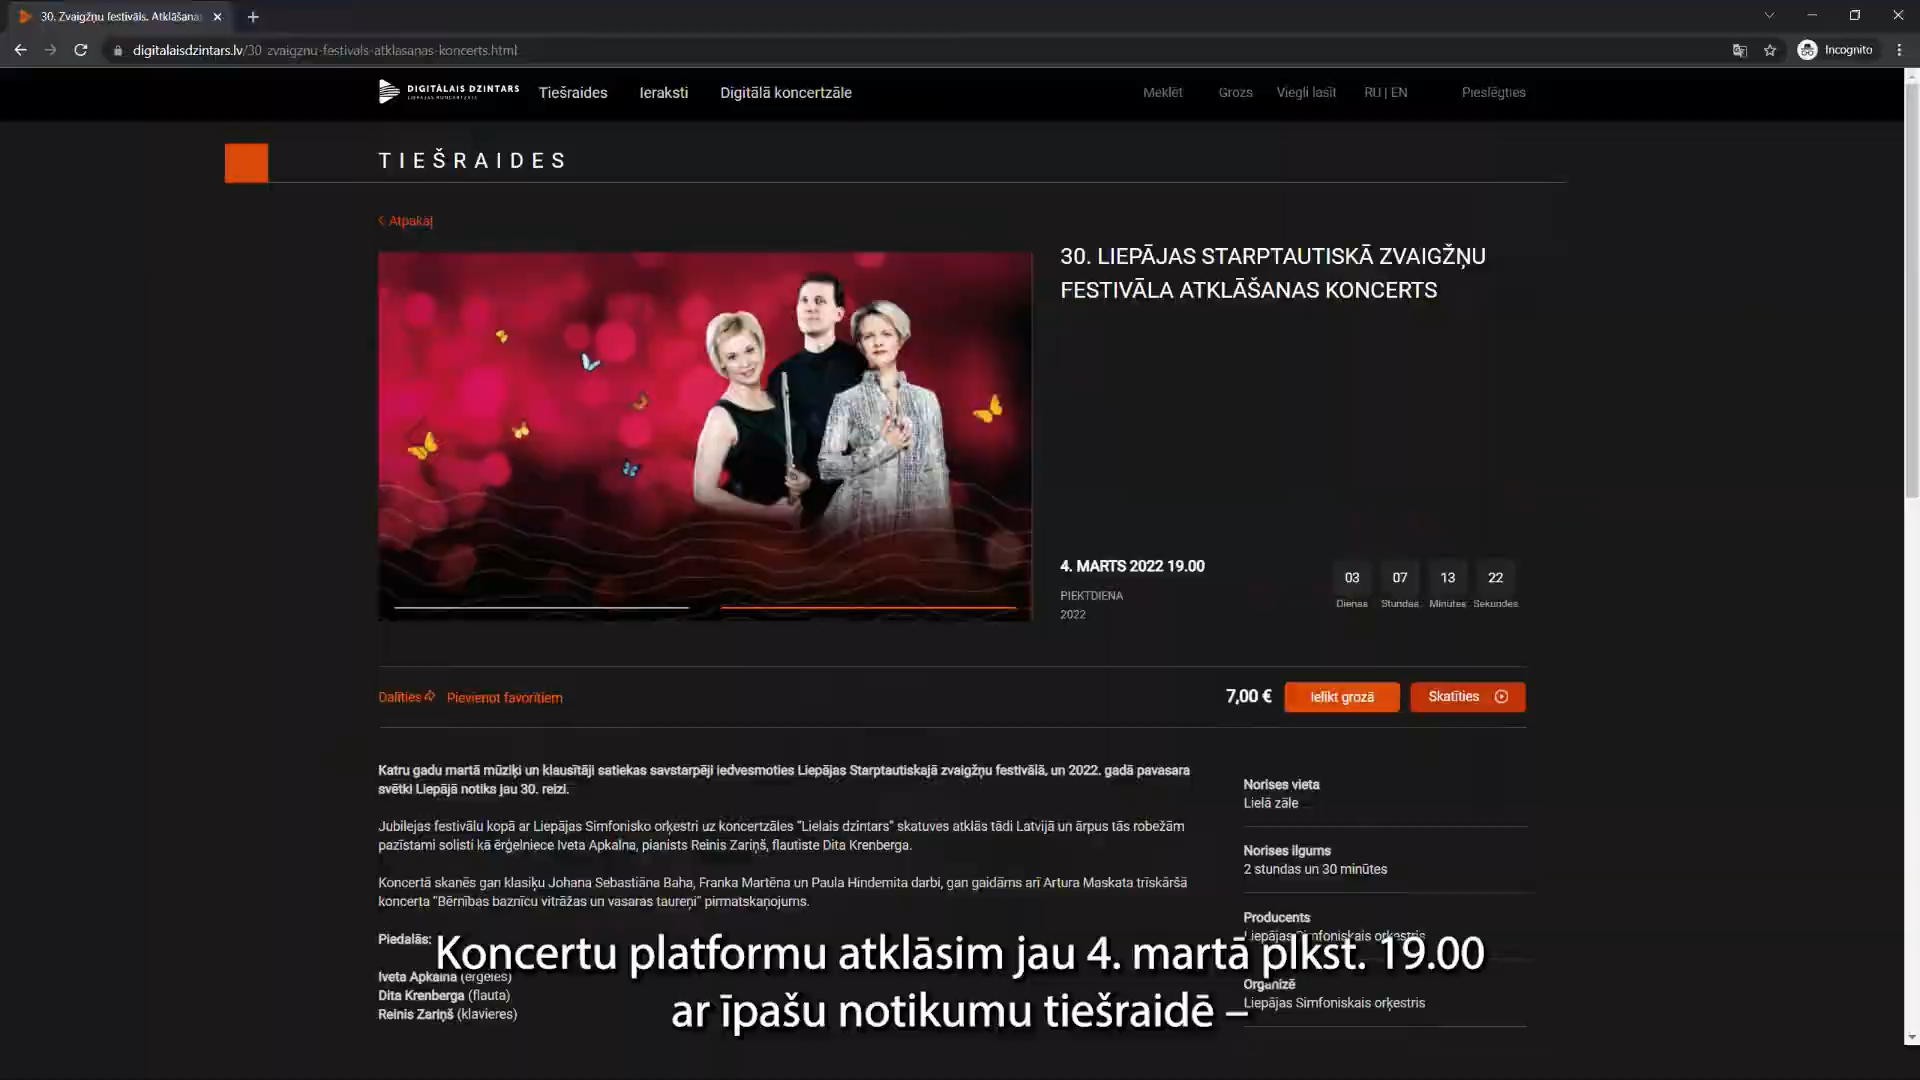 30. Zvaigžņu festivāls. Atklāšanas
digitalaisdzintars.lv/30-zvaigznu-festivals-atklasanas-koncerts.html
Incognito
DIGITĀLAIS DZINTARS
Tiešraides
Ieraksti
Digitālā koncertzāle
Meklēt
Grozs
Viegli lasīt
RU | EN
Pieslēgties
TIEŠRAIDES
Atpakaļ
30. LIEPĀJAS STARPTAUTISKĀ ZVAIGŽŅU
FESTIVĀLA ATKLĀŠANAS KONCERTS
4. MARTS 2022 19.00
PIEKTDIENA
2022
03 07 13 22
Dienas Stundas Minūtes Sekundes
Dalīties Pievienot favorītiem
7,00 € Ielikt grozā Skatīties
Katru gadu martā mūziķi un klausītāji satiekas savstarpēji iedvesmoties Liepājas Starptautiskajā zvaigžņu festivālā, un 2022. gadā pavasara
svētki Liepājā notiks jau 30. reizi.
Jubilejas festivālu kopā ar Liepājas Simfonisko orķestri uz koncertzāles "Lielais dzintars" skatuves atklās tādi Latvijā un ārpus tās robežām
pazīstami solisti kā ērģelniece Iveta Apkalna, pianists Reinis Zariņš, flautiste Dita Krenberga.
Koncertā skanēs gan klasiķu Johana Sebastiāna Baha, Franka Martēna un Paula Hindemita darbi, gan gaidāms arī Artura Maskata trīskāršā
koncerta "Bērnības baznīcu vitrāžas un vasaras taureņi" pirmatskaņojums.
Piedalās:
Iveta Apkalna (ērģeles)
Dita Krenberga (flauta)
Reinis Zariņš (klavieres)
Norises vieta
Lielā zāle
Norises ilgums
2 stundas un 30 minūtes
Producents
Liepājas Simfoniskais orķestris
Organizē
Liepājas Simfoniskais orķestris
Koncertu platformu atklāsim jau 4. martā plkst. 19.00
ar īpašu notikumu tiešraidē –